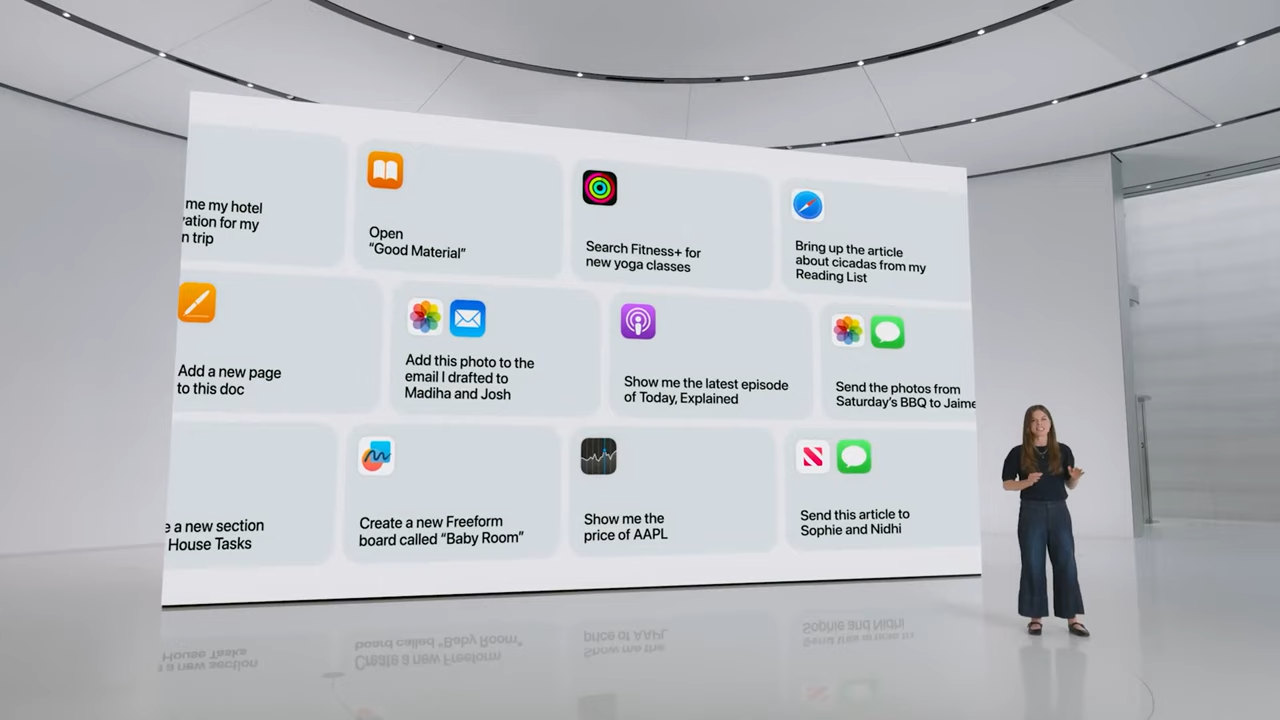 me my hotel
vation for my
n trip
Open
“Good Material”
Search Fitness+ for
new yoga classes
Bring up the article
about cicadas from my
Reading List
Add a new page
to this doc
Add this photo to the
email I drafted to
Madiha and Josh
Show me the latest episode
of Today, Explained
Send the photos from
Saturday’s BBQ to Jaime
e a new section
House Tasks
Create a new Freeform
board called “Baby Room”
Show me the
price of AAPL
Send this article to
Sophie and Nidhi